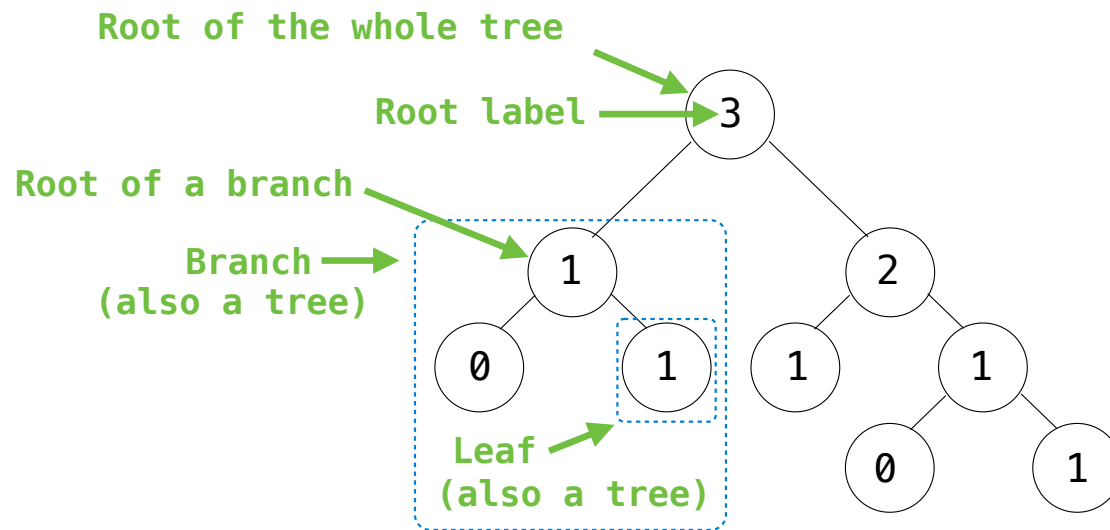 Root of the whole tree
Root label
3
Root of a branch
Branch
(also a tree)
1
2
0
1
1
1
Leaf
(also a tree)
0
1